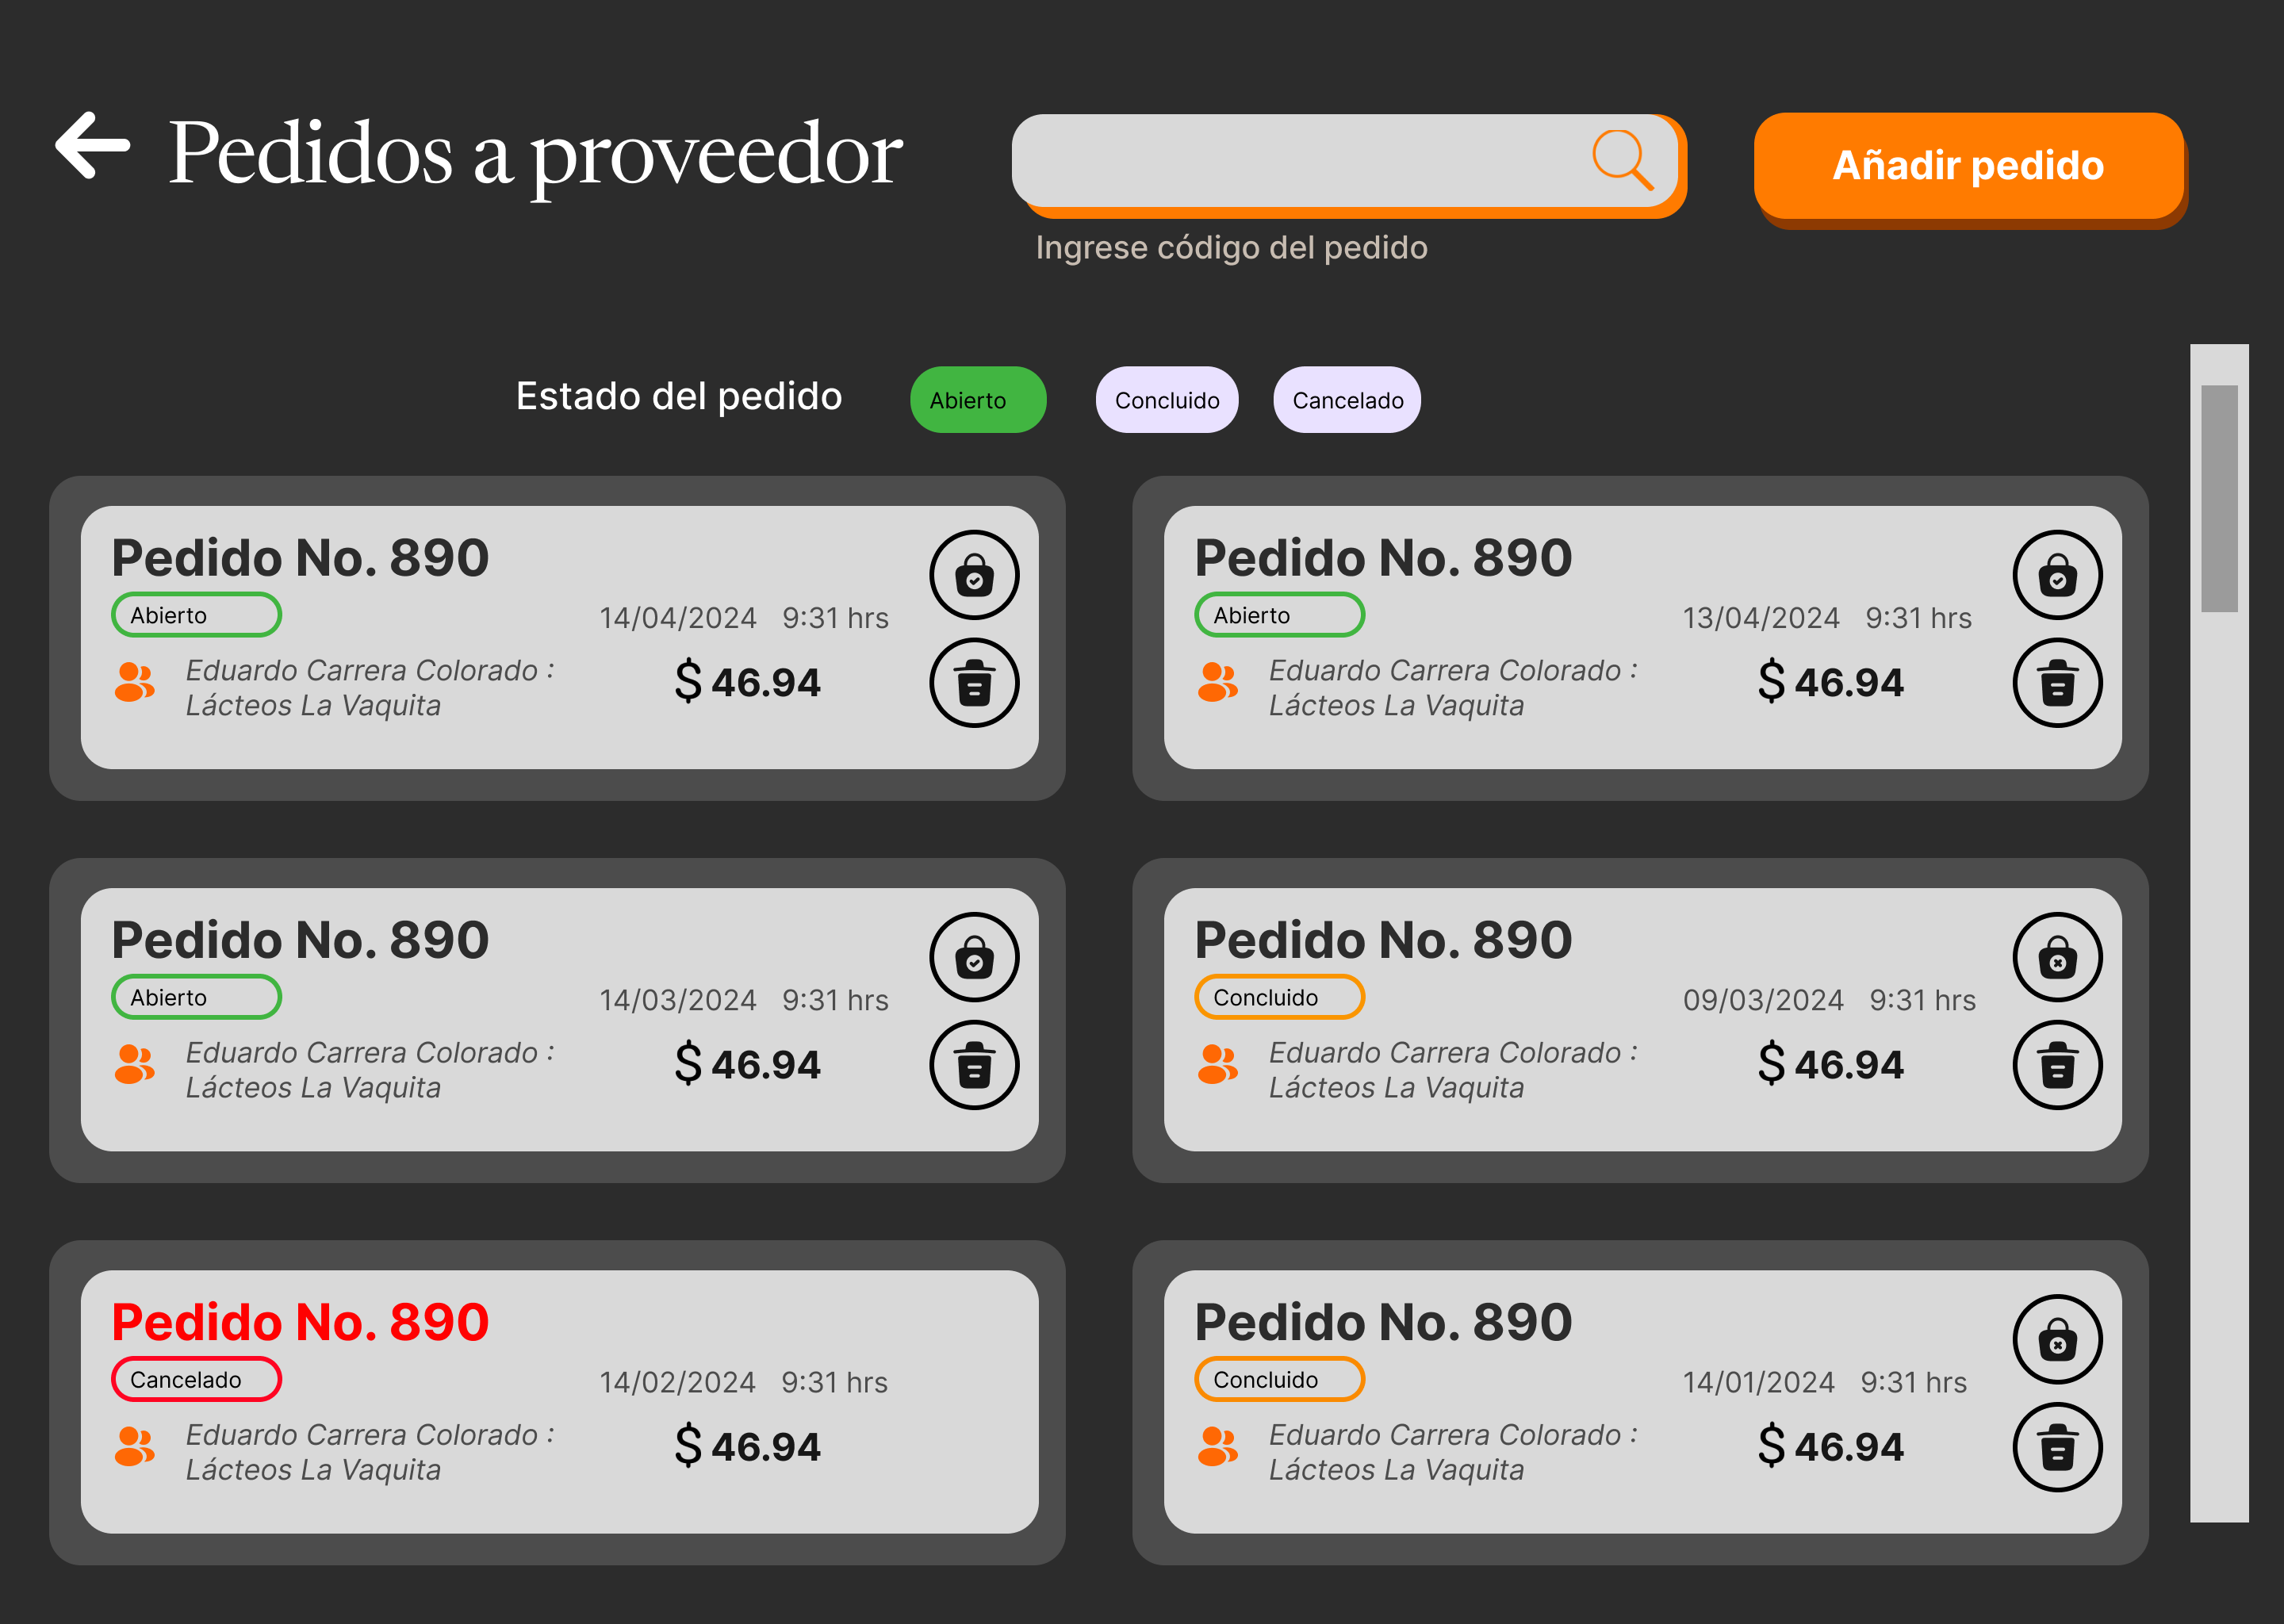 Pedidos a proveedor
Añadir pedido
Ingrese código del pedido
Estado del pedido
Abierto
Concluido
Cancelado
Pedido No. 890
Abierto
14/04/2024 9:31 hrs
Eduardo Carrera Colorado :
Lácteos La Vaquita
$ 46.94
Pedido No. 890
Abierto
13/04/2024 9:31 hrs
Eduardo Carrera Colorado :
Lácteos La Vaquita
$ 46.94
Pedido No. 890
Abierto
14/03/2024 9:31 hrs
Eduardo Carrera Colorado :
Lácteos La Vaquita
$ 46.94
Pedido No. 890
Concluido
09/03/2024 9:31 hrs
Eduardo Carrera Colorado :
Lácteos La Vaquita
$ 46.94
Pedido No. 890
Cancelado
14/02/2024 9:31 hrs
Eduardo Carrera Colorado :
Lácteos La Vaquita
$ 46.94
Pedido No. 890
Concluido
14/01/2024 9:31 hrs
Eduardo Carrera Colorado :
Lácteos La Vaquita
$ 46.94